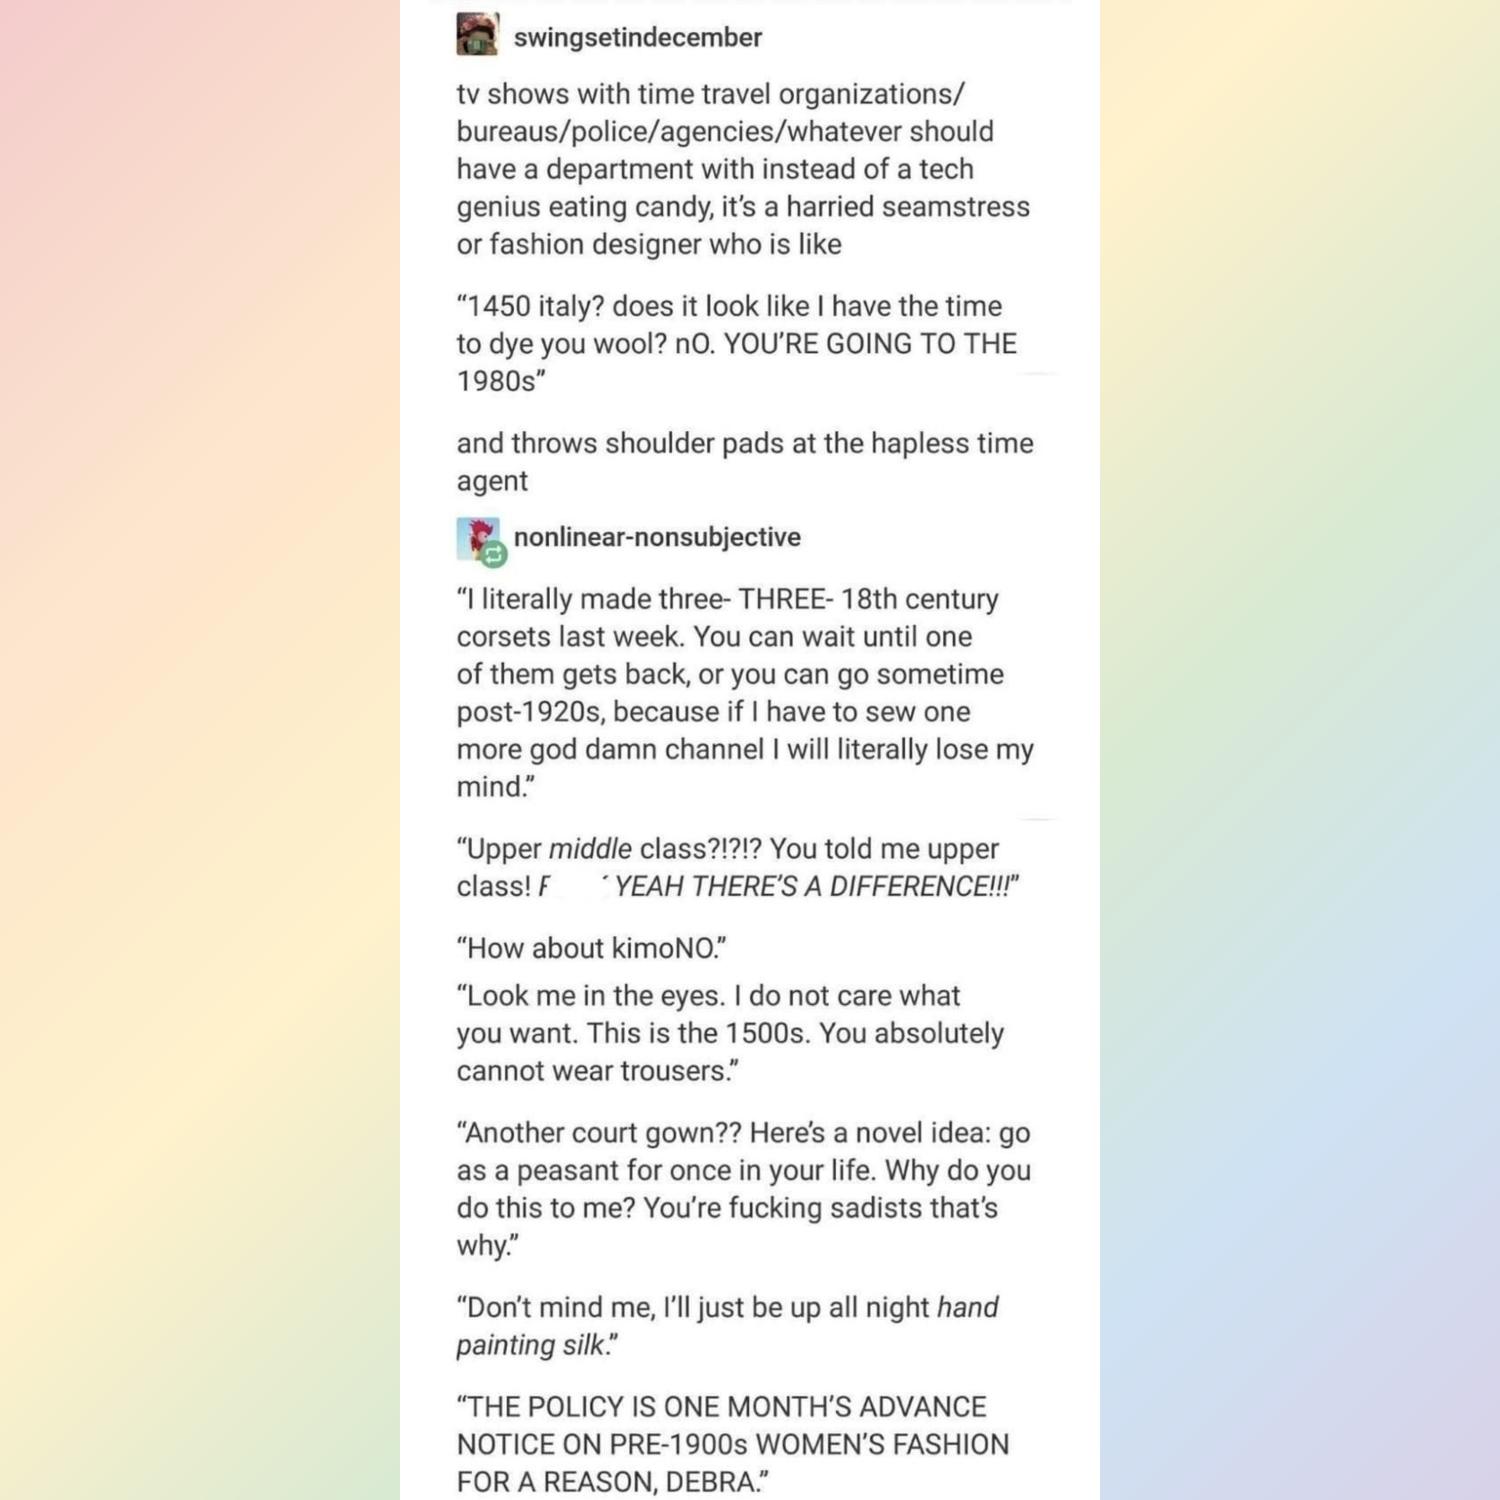 swingsetindecember
tv shows with time travel organizations/
bureaus/police/agencies/whatever should
have a department with instead of a tech
genius eating candy, it’s a harried seamstress
or fashion designer who is like
“1450 italy? does it look like I have the time
to dye you wool? nO. YOU’RE GOING TO THE
1980s”
and throws shoulder pads at the hapless time
agent
nonlinear-nonsubjective
“I literally made three- THREE- 18th century
corsets last week. You can wait until one
of them gets back, or you can go sometime
post-1920s, because if I have to sew one
more god damn channel I will literally lose my
mind.”
“Upper middle class?!?!? You told me upper
class! YEAH THERE’S A DIFFERENCE!!!”
“How about kimoNO.”
“Look me in the eyes. I do not care what
you want. This is the 1500s. You absolutely
cannot wear trousers.”
“Another court gown?? Here’s a novel idea: go
as a peasant for once in your life. Why do you
do this to me? You’re fucking sadists that’s
why.”
“Don’t mind me, I’ll just be up all night hand
painting silk.”
“THE POLICY IS ONE MONTH’S ADVANCE
NOTICE ON PRE-1900s WOMEN’S FASHION
FOR A REASON, DEBRA.”